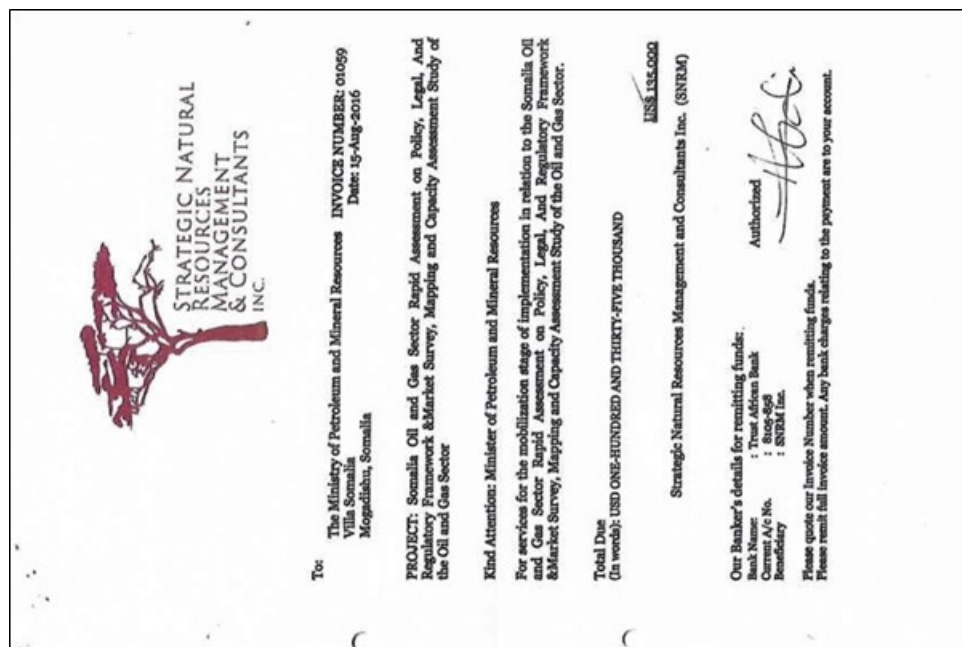 STRATEGIC NATURAL
RESOURCES
MANAGEMENT
& CONSULTANTS
INC.
To:
The Ministry of Petroleum and Mineral Resources INVOICE NUMBER: 01059
Villa Somalia Date: 15-Aug-2016
Mogadishu, Somalia
PROJECT: Somalia Oil and Gas Sector Rapid Assessment on Policy, Legal, And
Regulatory Framework &Market Survey, Mapping and Capacity Assessment Study of
the Oil and Gas Sector
Kind Attention: Minister of Petroleum and Mineral Resources
For services for the mobilization stage of implementation in relation to the Somalia Oil
and Gas Sector Rapid Assessment on Policy, Legal, And Regulatory Framework
&Market Survey, Mapping and Capacity Assessment Study of the Oil and Gas Sector.
Total Due US$ 135,000
(In words): USD ONE-HUNDRED AND THIRTY-FIVE THOUSAND
Strategic Natural Resources Management and Consultants Inc. (SNRM)
Our Banker's details for remitting funds:. Authorized
Bank Name: : Trust African Bank
Current A/c No. : 8105-858
Beneficiary : SNRM Inc.
Please quote our Invoice Number when remitting funds.
Please remit full invoice amount. Any bank charges relating to the payment are to your account.